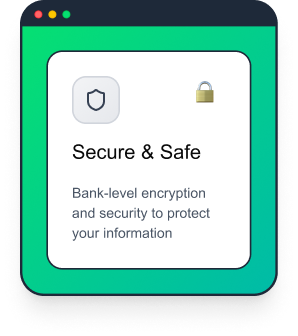 Secure & Safe
Bank-level encryption
and security to protect
your information